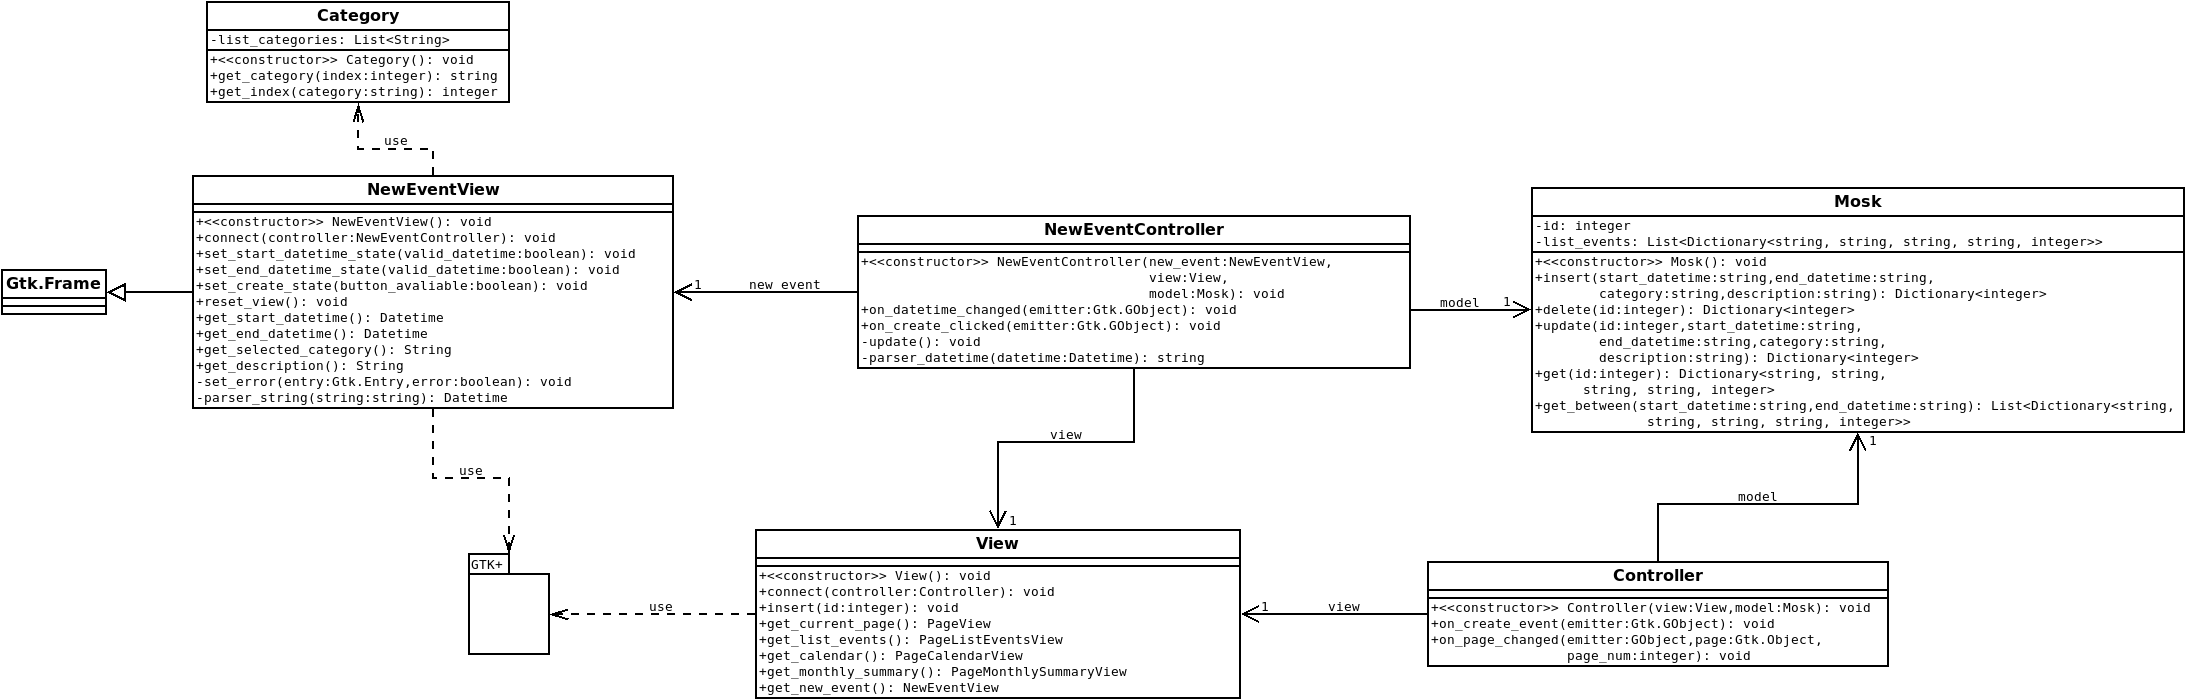 Category
-list_categories: List<String>
+<<constructor>> Category(): void
+get_category(index:integer): string
+get_index(category:string): integer
use
NewEventView
+<<constructor>> NewEventView(): void
+connect(controller:NewEventController): void
+set_start_datetime_state(valid_datetime:boolean): void
+set_end_datetime_state(valid_datetime:boolean): void
+set_create_state(button_avaliable:boolean): void
+reset_view(): void
+get_start_datetime(): Datetime
+get_end_datetime(): Datetime
+get_selected_category(): String
+get_description(): String
-set_error(entry:Gtk.Entry,error:boolean): void
-parser_string(string:string): Datetime
Gtk.Frame
1
new event
NewEventController
+<<constructor>> NewEventController(new_event:NewEventView,
view:View,
model:Mosk): void
+on_datetime_changed(emitter:Gtk.GObject): void
+on_create_clicked(emitter:Gtk.GObject): void
-update(): void
-parser_datetime(datetime:Datetime): string
model
1
Mosk
-id: integer
-list_events: List<Dictionary<string, string, string, string, integer>>
+<<constructor>> Mosk(): void
+insert(start_datetime:string,end_datetime:string,
category:string,description:string): Dictionary<integer>
+delete(id:integer): Dictionary<integer>
+update(id:integer,start_datetime:string,
end_datetime:string,category:string,
description:string): Dictionary<integer>
+get(id:integer): Dictionary<string, string,
string, string, integer>
+get_between(start_datetime:string,end_datetime:string): List<Dictionary<string,
string, string, string, integer>>
view
1
use
GTK+
use
View
+<<constructor>> View(): void
+connect(controller:Controller): void
+insert(id:integer): void
+get_current_page(): PageView
+get_list_events(): PageListEventsView
+get_calendar(): PageCalendarView
+get_monthly_summary(): PageMonthlySummaryView
+get_new_event(): NewEventView
1
view
1
model
Controller
+<<constructor>> Controller(view:View,model:Mosk): void
+on_create_event(emitter:Gtk.GObject): void
+on_page_changed(emitter:GObject,page:Gtk.Object,
page_num:integer): void